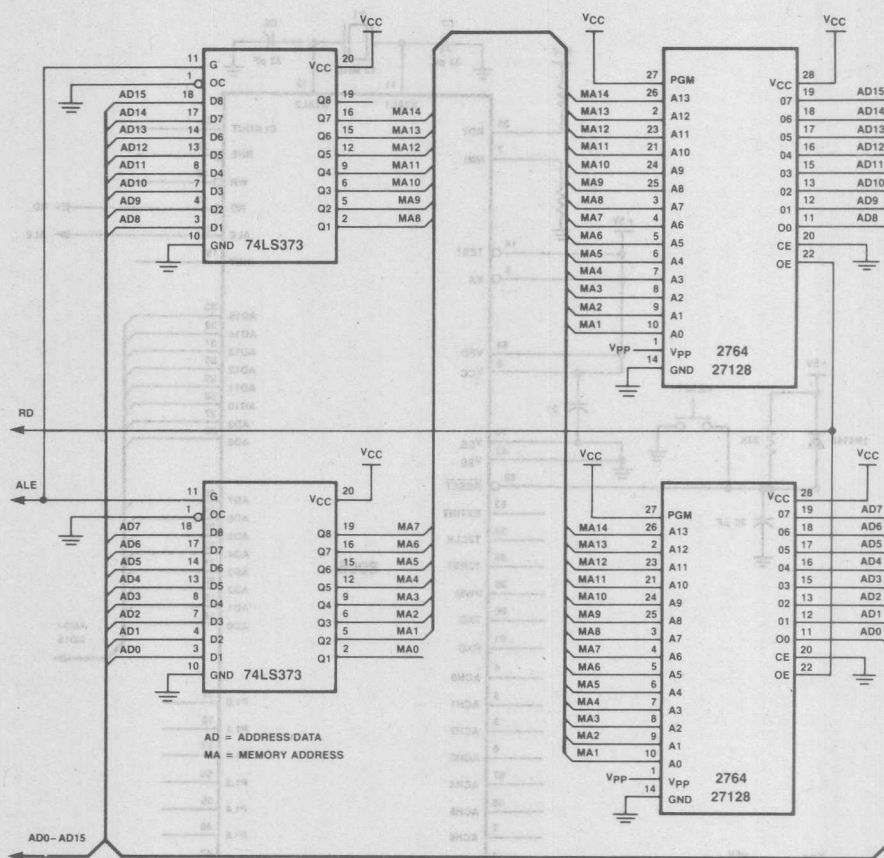 VCC
11 G
1 OC
VCC 20
AD15 18 D8
AD14 17 D7
AD13 14 D6
AD12 13 D5
AD11 8 D4
AD10 7 D3
AD9 4 D2
AD8 3 D1
10 GND
74LS373
Q8 19
Q7 16 MA14
Q6 15 MA13
Q5 12 MA12
Q4 9 MA11
Q3 6 MA10
Q2 5 MA9
Q1 2 MA8
VCC
VCC
27 PGM
VCC 28
MA14 26 A13
MA13 2 A12
MA12 23 A11
MA11 21 A10
MA10 24 A9
MA9 25 A8
MA8 3 A7
MA7 4 A6
MA6 5 A5
MA5 6 A4
MA4 7 A3
MA3 8 A2
MA2 9 A1
MA1 10 A0
VPP 1 VPP
14 GND
2764
27128
07 19 AD15
06 18 AD14
05 17 AD13
04 16 AD12
03 15 AD11
02 13 AD10
01 12 AD9
O0 11 AD8
CE 20
OE 22
RD
ALE
VCC
11 G
1 OC
VCC 20
AD7 18 D8
AD6 17 D7
AD5 14 D6
AD4 13 D5
AD3 8 D4
AD2 7 D3
AD1 4 D2
AD0 3 D1
10 GND
74LS373
Q8 19 MA7
Q7 16 MA6
Q6 15 MA5
Q5 12 MA4
Q4 9 MA3
Q3 6 MA2
Q2 5 MA1
Q1 2 MA0
VCC
VCC
27 PGM
VCC 28
MA14 26 A13
MA13 2 A12
MA12 23 A11
MA11 21 A10
MA10 24 A9
MA9 25 A8
MA8 3 A7
MA7 4 A6
MA6 5 A5
MA5 6 A4
MA4 7 A3
MA3 8 A2
MA2 9 A1
MA1 10 A0
VPP 1 VPP
14 GND
2764
27128
07 19 AD7
06 18 AD6
05 17 AD5
04 16 AD4
03 15 AD3
02 13 AD2
01 12 AD1
O0 11 AD0
CE 20
OE 22
AD = ADDRESS/DATA
MA = MEMORY ADDRESS
AD0–AD15